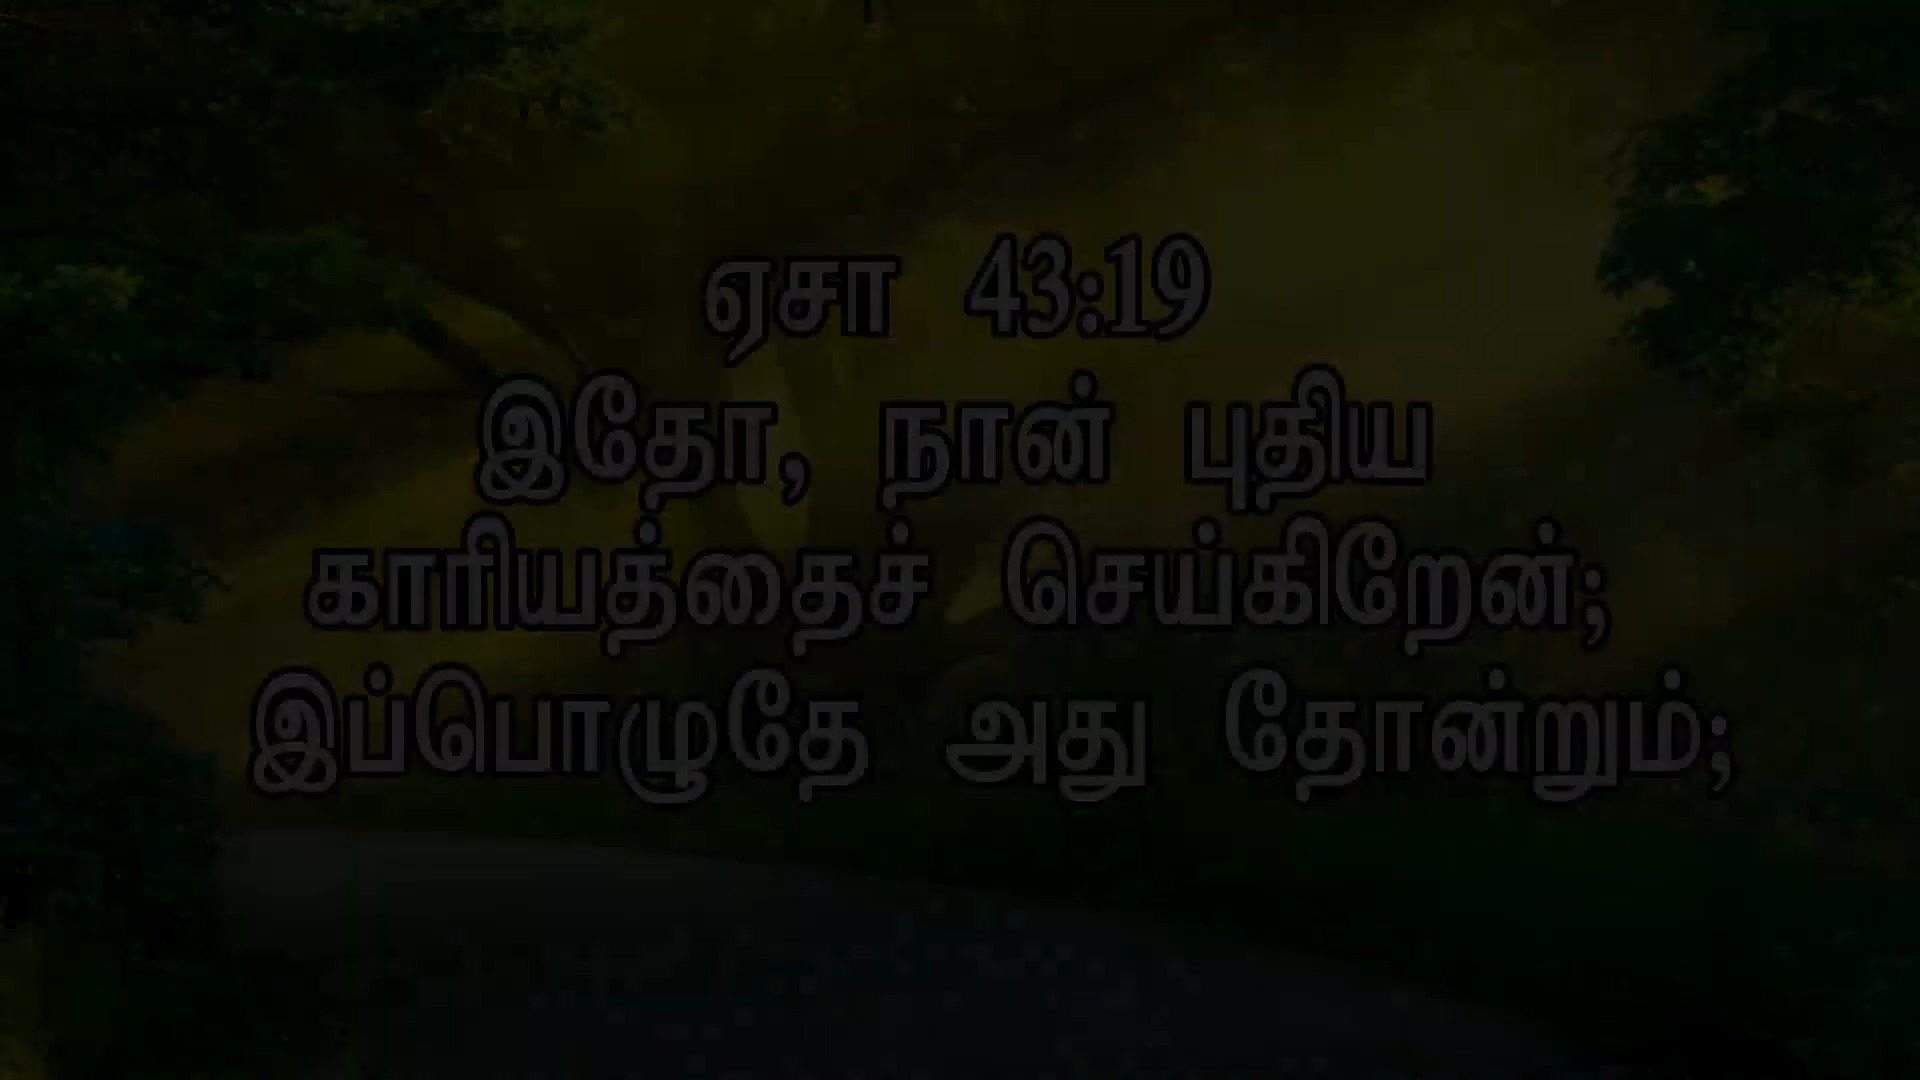 ஏசா 43:19
இதோ, நான் புதிய
காரியத்தைச் செய்கிறேன்;
இப்பொழுதே அது தோன்றும்;